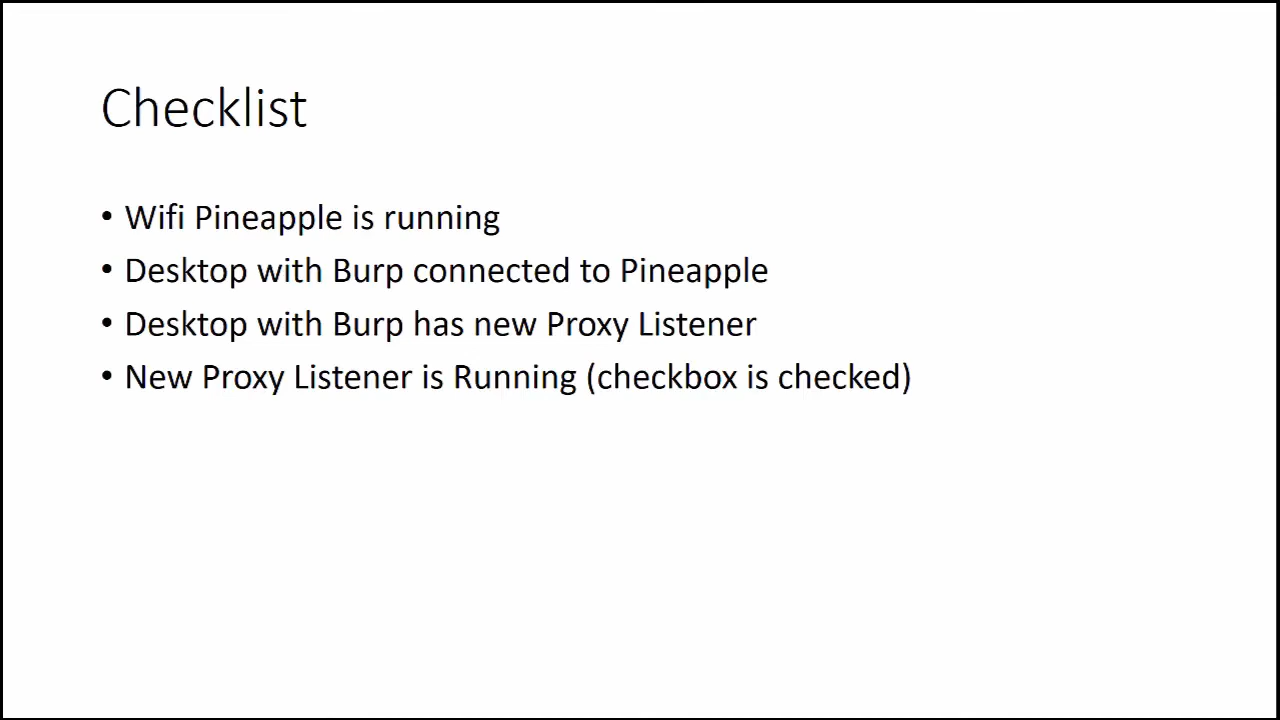 Checklist
• Wifi Pineapple is running
• Desktop with Burp connected to Pineapple
• Desktop with Burp has new Proxy Listener
• New Proxy Listener is Running (checkbox is checked)